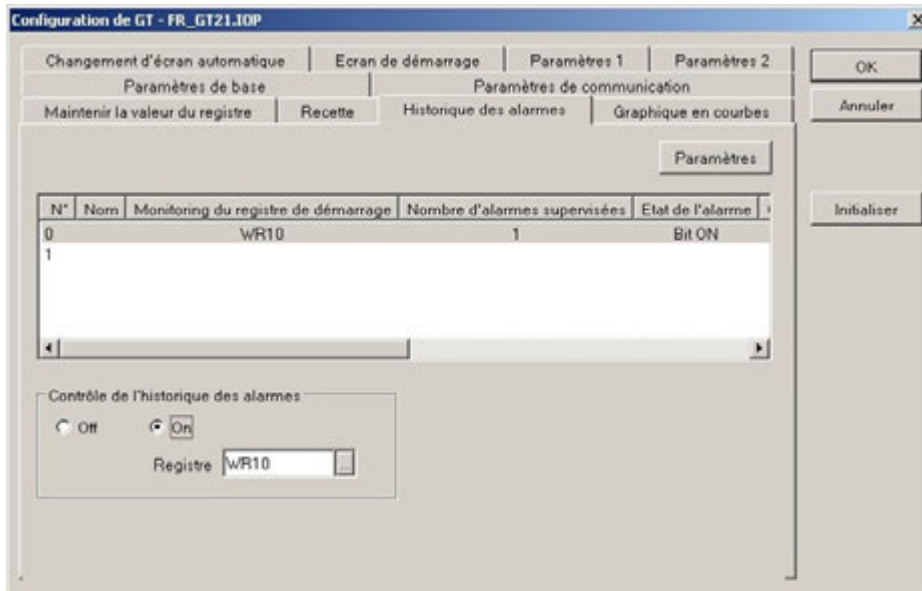 Configuration de GT - FR_GT21.IOP
Changement d'écran automatique Ecran de démarrage Paramètres 1 Paramètres 2
OK
Paramètres de base Paramètres de communication
Maintenir la valeur du registre Recette Historique des alarmes Graphique en courbes
Annuler
Paramètres
N° Nom Monitoring du registre de démarrage Nombre d'alarmes supervisées Etat de l'alarme
Initialiser
0 WR10 1 Bit ON
1
Contrôle de l'historique des alarmes
Off On
Registre WR10 ...